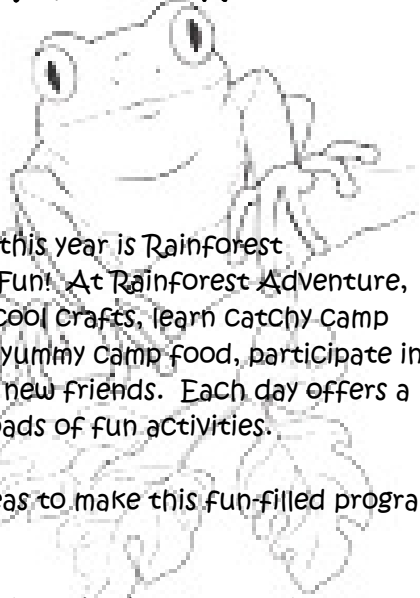 this year is Rainforest
Fun! At Rainforest Adventure,
cool crafts, learn catchy camp
yummy camp food, participate in
new friends. Each day offers a
ads of fun activities.
eas to make this fun-filled progra